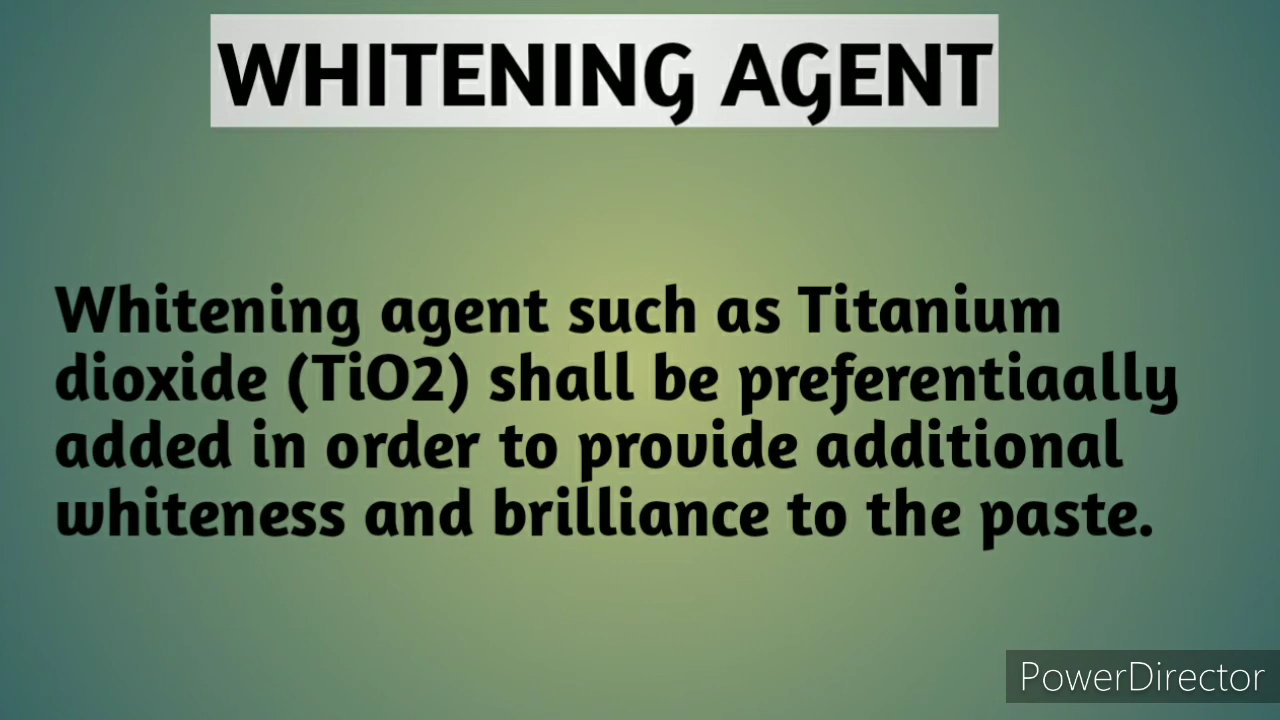 WHITENING AGENT
Whitening agent such as Titanium
dioxide (TiO2) shall be preferentiaally
added in order to provide additional
whiteness and brilliance to the paste.
PowerDirector